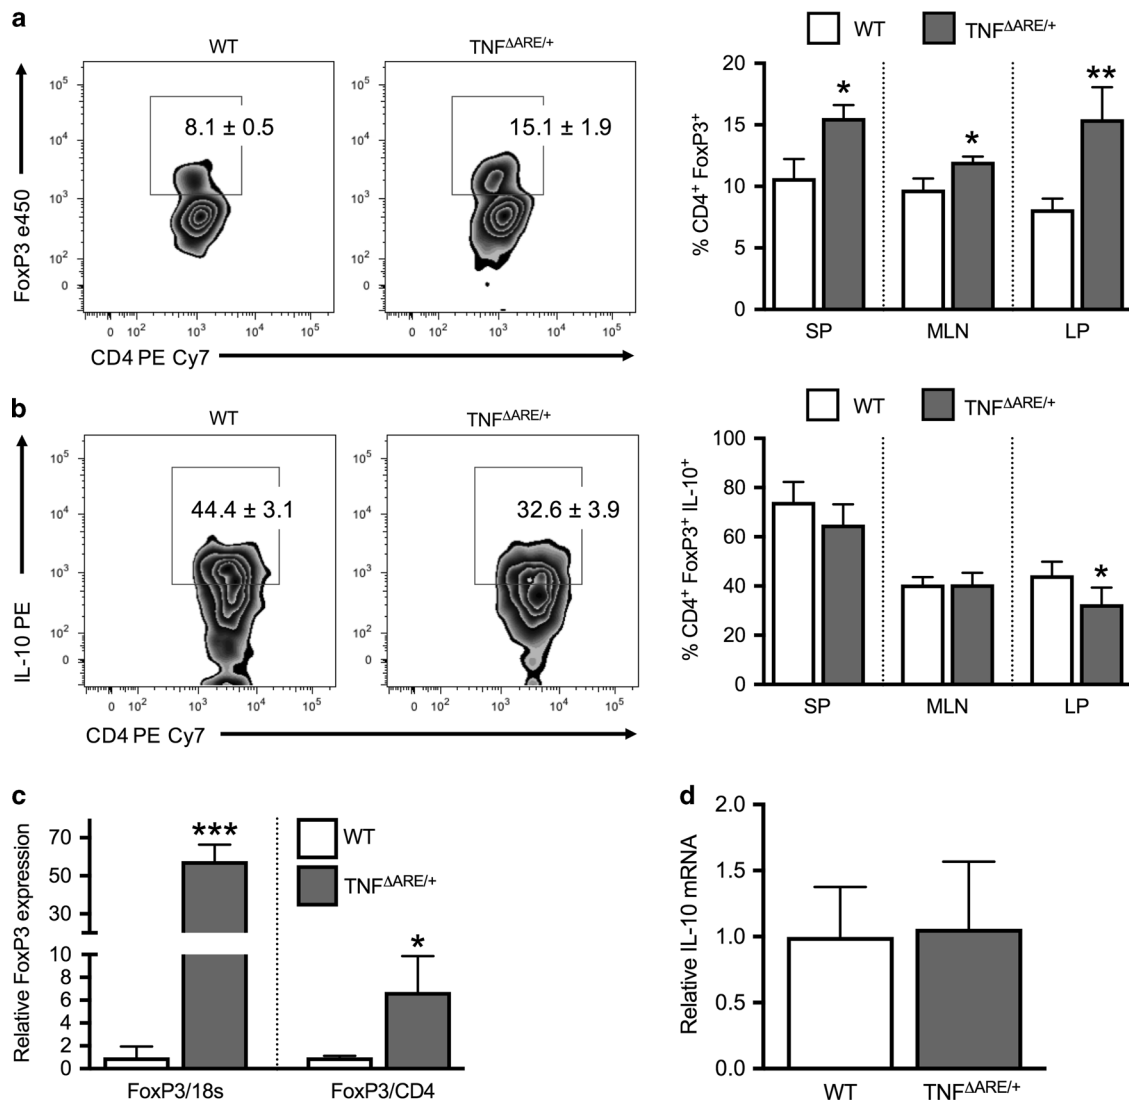 a
WT
TNFΔARE/+
FoxP3 e450
10⁵
10⁴
10³
10²
0
8.1 ± 0.5
0 10² 10³ 10⁴ 10⁵
10⁵
10⁴
10³
10²
0
15.1 ± 1.9
0 10² 10³ 10⁴ 10⁵
CD4 PE Cy7
WT TNFΔARE/+
% CD4⁺ FoxP3⁺
20
15
10
5
0
* * **
SP MLN LP
b
WT
TNFΔARE/+
IL-10 PE
10⁵
10⁴
10³
10²
0
44.4 ± 3.1
0 10² 10³ 10⁴ 10⁵
10⁵
10⁴
10³
10²
0
32.6 ± 3.9
0 10² 10³ 10⁴ 10⁵
CD4 PE Cy7
WT TNFΔARE/+
% CD4⁺ FoxP3⁺ IL-10⁺
100
80
60
40
20
0
*
SP MLN LP
c
Relative FoxP3 expression
70
50
30
10
8
6
4
2
0
*** *
WT
TNFΔARE/+
FoxP3/18s FoxP3/CD4
d
Relative IL-10 mRNA
2.0
1.5
1.0
0.5
0.0
WT TNFΔARE/+